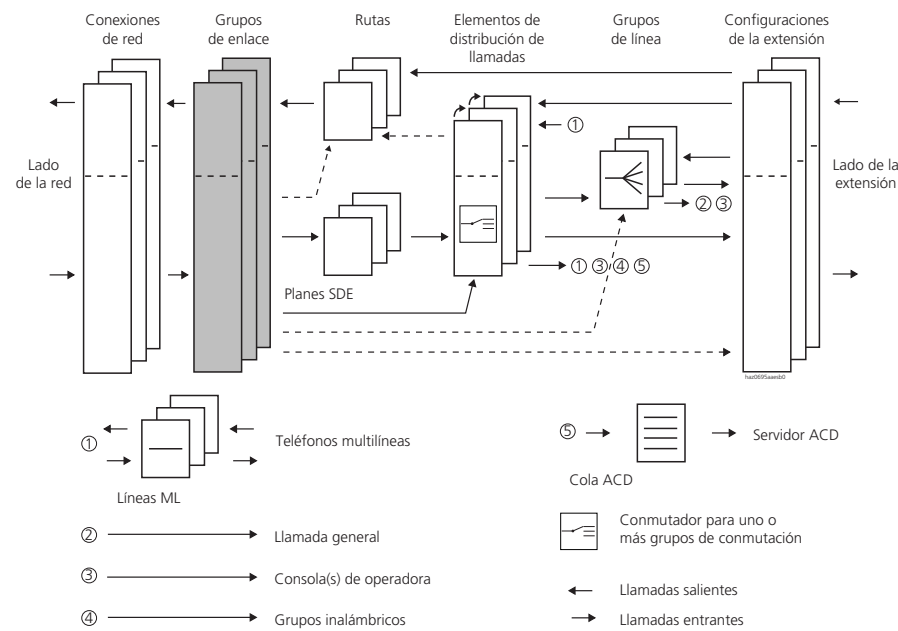 Conexiones
de red
Grupos
de enlace
Rutas
Elementos de
distribución de
llamadas
Grupos
de línea
Configuraciones
de la extensión
①
Lado
de la red
Lado de la
extensión
② ③
① ③ ④ ⑤
Planes SDE
haz0695aaesb0
①
Teléfonos multilíneas
Líneas ML
⑤
Servidor ACD
Cola ACD
②
Llamada general
③
Consola(s) de operadora
④
Grupos inalámbricos
Conmutador para uno o
más grupos de conmutación
Llamadas salientes
Llamadas entrantes